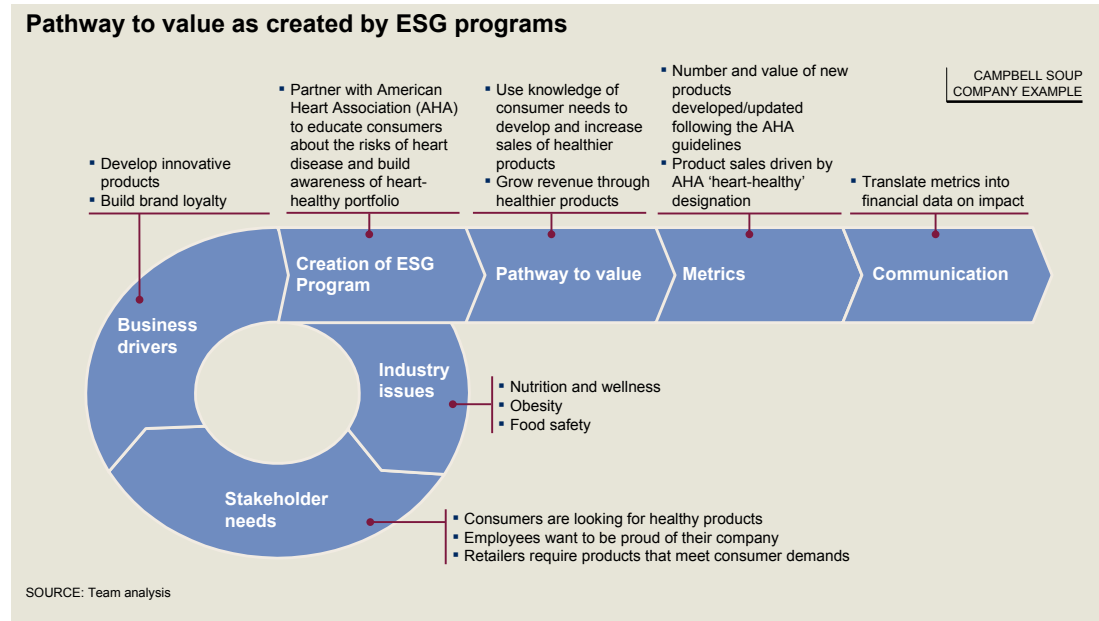 Pathway to value as created by ESG programs
CAMPBELL SOUP
COMPANY EXAMPLE
▪ Develop innovative
products
▪ Build brand loyalty
▪ Partner with American
Heart Association (AHA)
to educate consumers
about the risks of heart
disease and build
awareness of heart-
healthy portfolio
▪ Use knowledge of
consumer needs to
develop and increase
sales of healthier
products
▪ Grow revenue through
healthier products
▪ Number and value of new
products
developed/updated
following the AHA
guidelines
▪ Product sales driven by
AHA ‘heart-healthy’
designation
▪ Translate metrics into
financial data on impact
Creation of ESG
Program
Pathway to value
Metrics
Communication
Business
drivers
Industry
issues
▪ Nutrition and wellness
▪ Obesity
▪ Food safety
Stakeholder
needs
▪ Consumers are looking for healthy products
▪ Employees want to be proud of their company
▪ Retailers require products that meet consumer demands
SOURCE: Team analysis